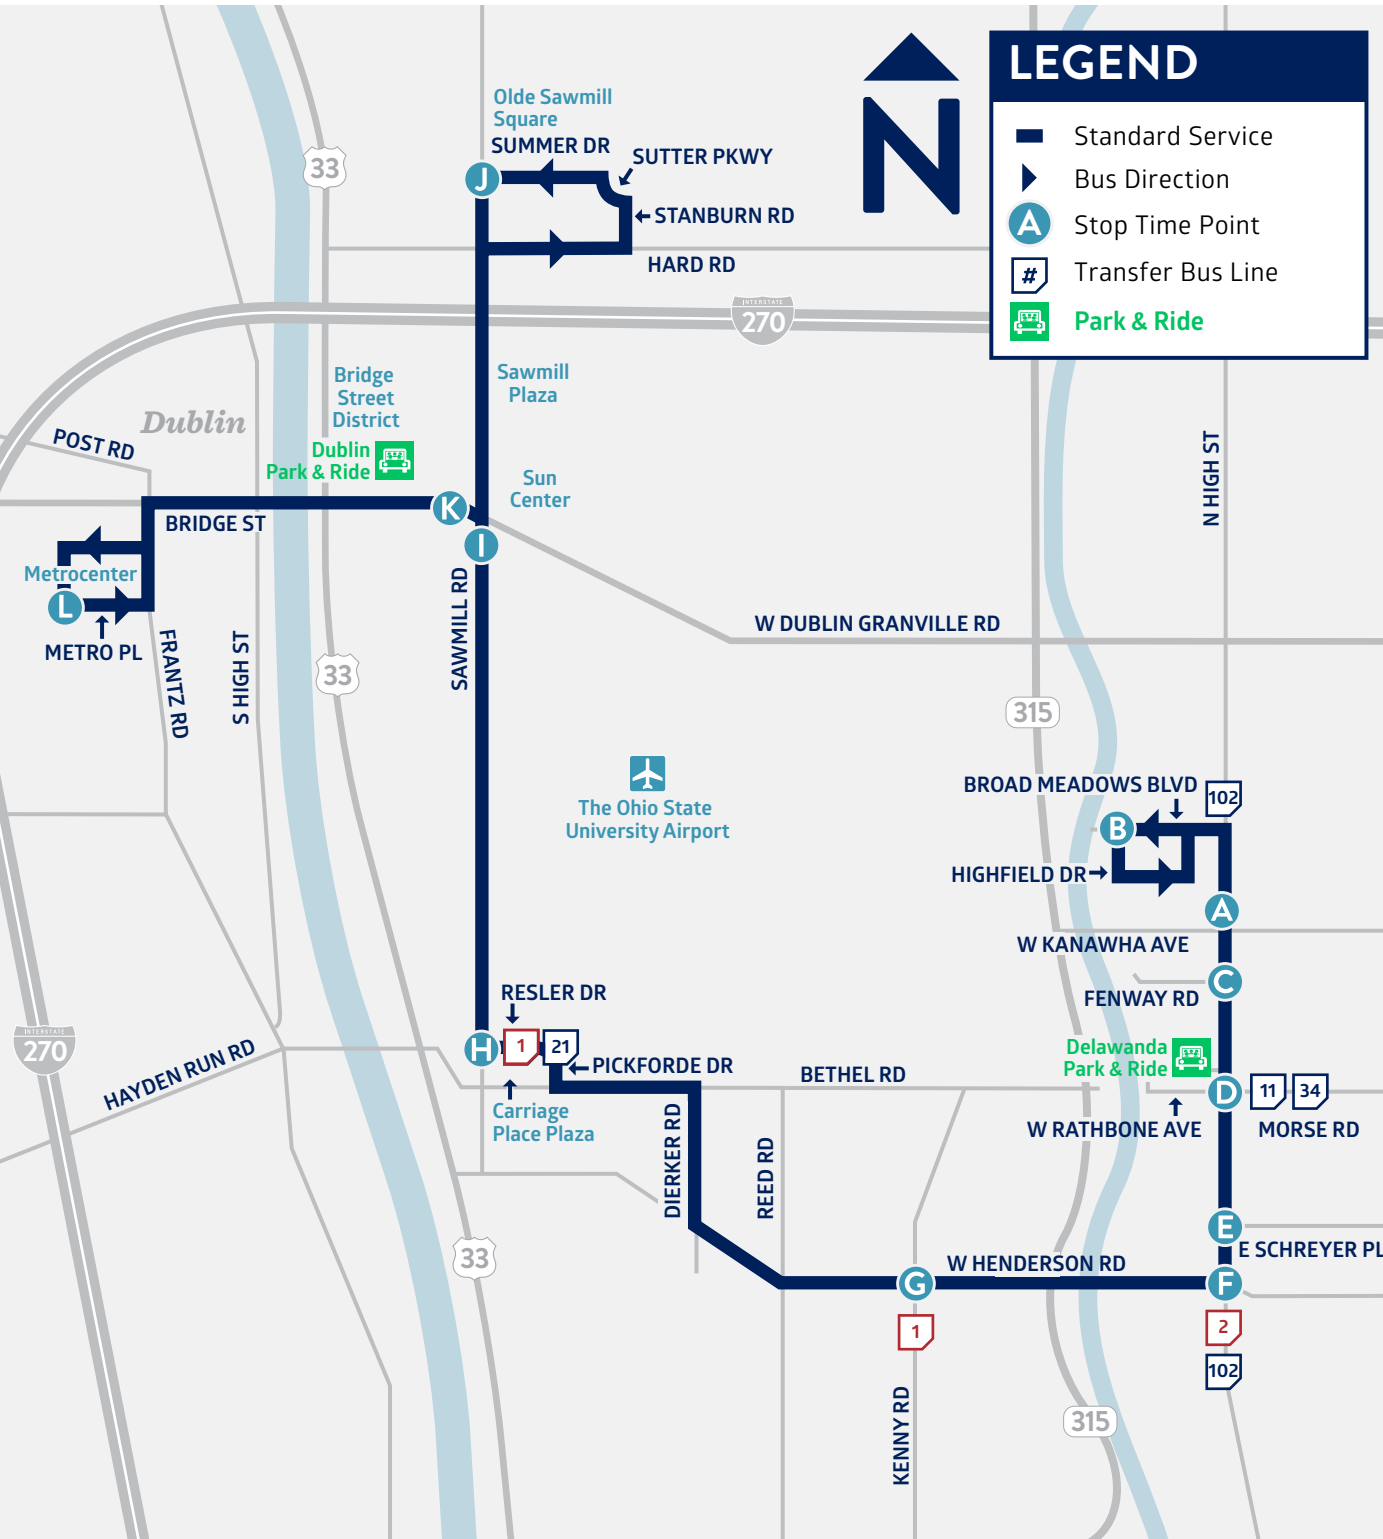 LEGEND
Standard Service
Bus Direction
A
Stop Time Point
#
Transfer Bus Line
Park & Ride
N
Olde Sawmill
Square
SUMMER DR
SUTTER PKWY
33
J
STANBURN RD
HARD RD
INTERSTATE
270
Sawmill
Plaza
Bridge
Street
District
Dublin
POST RD
Dublin
Park & Ride
Sun
Center
N HIGH ST
K
BRIDGE ST
I
Metrocenter
L
METRO PL
FRANTZ RD
S HIGH ST
33
SAWMILL RD
W DUBLIN GRANVILLE RD
315
The Ohio State
University Airport
BROAD MEADOWS BLVD
102
B
HIGHFIELD DR
A
W KANAWHA AVE
C
FENWAY RD
RESLER DR
H
1
21
PICKFORDE DR
INTERSTATE
270
HAYDEN RUN RD
BETHEL RD
Delawanda
Park & Ride
D
11
34
W RATHBONE AVE
MORSE RD
Carriage
Place Plaza
DIERKER RD
REED RD
E
E SCHREYER PL
33
W HENDERSON RD
G
F
1
2
102
KENNY RD
315